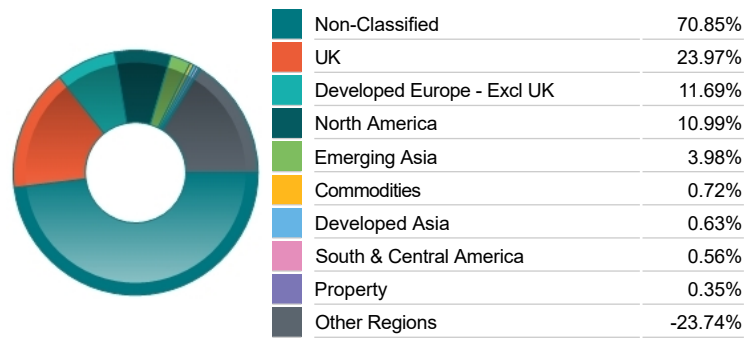 Non-Classified 70.85%
UK 23.97%
Developed Europe - Excl UK 11.69%
North America 10.99%
Emerging Asia 3.98%
Commodities 0.72%
Developed Asia 0.63%
South & Central America 0.56%
Property 0.35%
Other Regions -23.74%